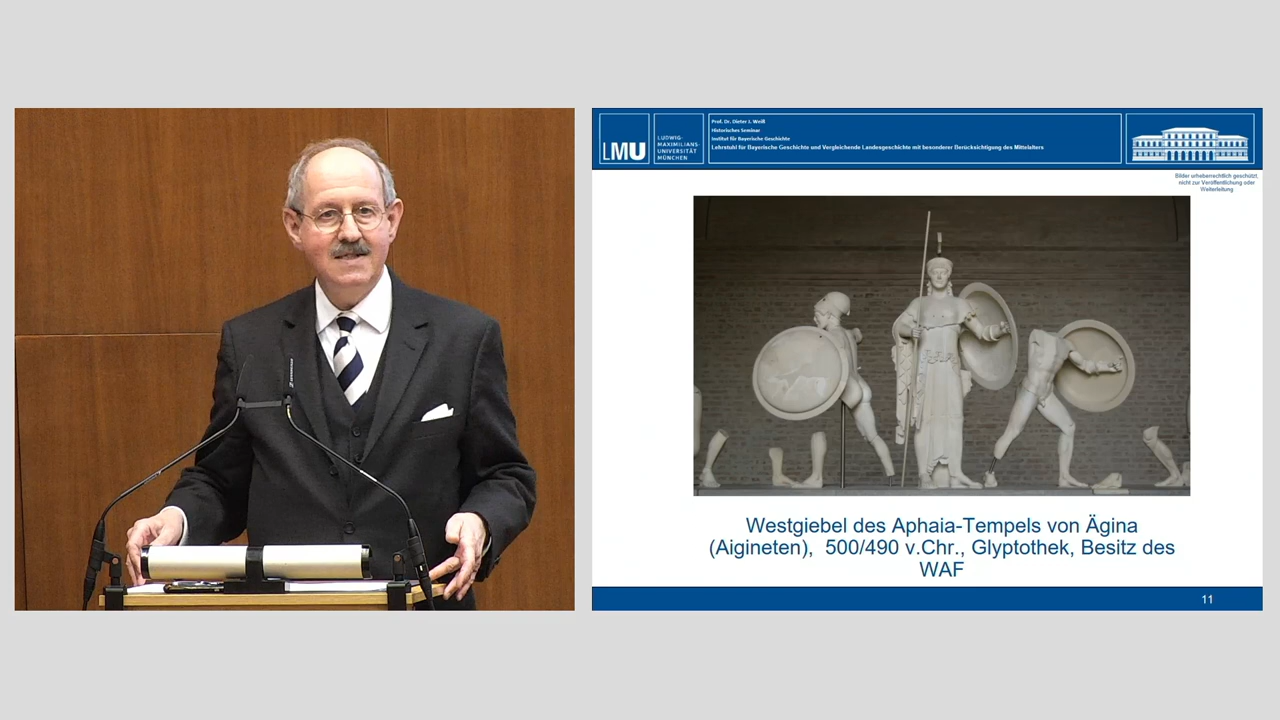 LMU
LUDWIG-
MAXIMILIANS-
UNIVERSITÄT
MÜNCHEN
Prof. Dr. Dieter J. Weiß
Historisches Seminar
Institut für Bayerische Geschichte
Lehrstuhl für Bayerische Geschichte und Vergleichende Landesgeschichte mit besonderer Berücksichtigung des Mittelalters
Bilder urheberrechtlich geschützt,
nicht zur Veröffentlichung oder
Weiterleitung
Westgiebel des Aphaia-Tempels von Ägina
(Aigineten), 500/490 v.Chr., Glyptothek, Besitz des
WAF
11